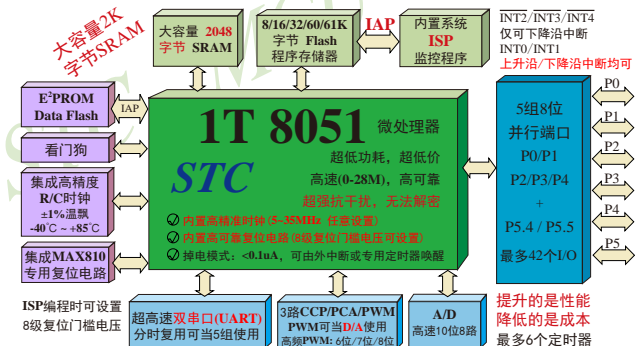 大容量2K
字节SRAM
大容量 2048
字节 SRAM
8/16/32/60/61K
字节 Flash
程序存储器
IAP
内置系统
ISP
监控程序
INT2/INT3/INT4
仅可下降沿中断
INT0/INT1
上升沿/下降沿中断均可
E²PROM
Data Flash
IAP
看门狗
集成高精度
R/C时钟
±1%温飘
-40℃ ~ +85℃
集成MAX810
专用复位电路
1T 8051 微处理器
STC
超低功耗，超低价
高速(0-28M)，高可靠
超强抗干扰，无法解密
内置高精准时钟(5~35MHz 任意设置)
内置高可靠复位电路(8级复位门槛电压可设置)
掉电模式：<0.1uA，可由外中断或专用定时器唤醒
5组8位
并行端口
P0/P1
P2/P3/P4
+
P5.4 / P5.5
最多42个I/O
P0
P1
P2
P3
P4
P5
ISP编程时可设置
8级复位门槛电压
超高速双串口(UART)
分时复用可当5组使用
3路CCP/PCA/PWM
PWM可当D/A使用
高频PWM: 6位/7位/8位
A/D
高速10位8路
提升的是性能
降低的是成本
最多6个定时器